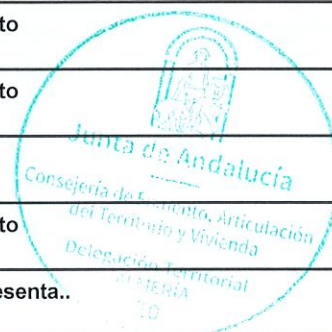 to
to
Junta de Andalucía
Consejería de Fomento, Articulación
del Territorio y Vivienda
to
Delegación Territorial
ALMERÍA
esenta..